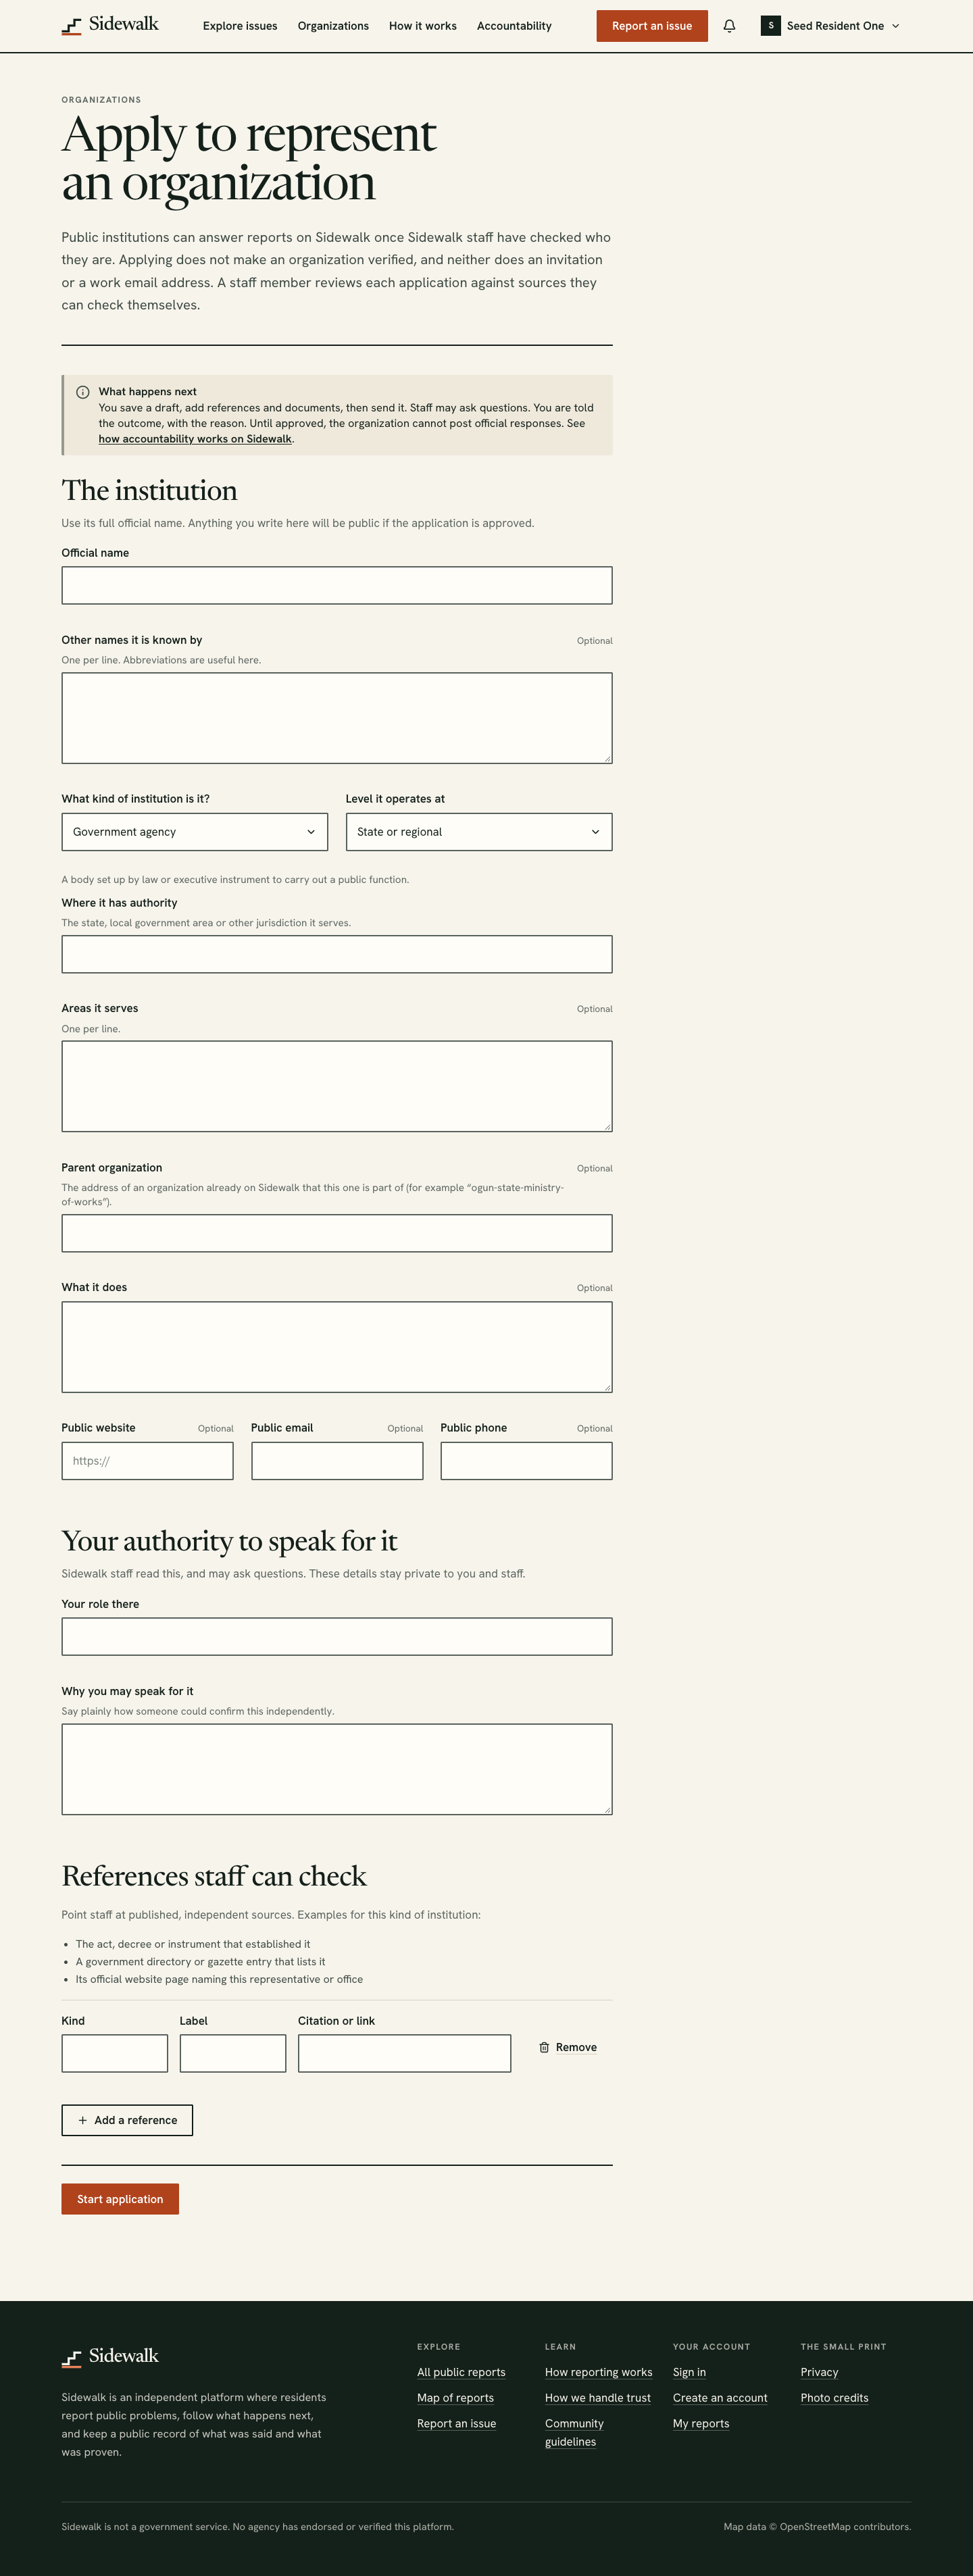 Sidewalk
Explore issues
Organizations
How it works
Accountability
Report an issue
S
Seed Resident One
ORGANIZATIONS
Apply to represent
an organization
Public institutions can answer reports on Sidewalk once Sidewalk staff have checked who
they are. Applying does not make an organization verified, and neither does an invitation
or a work email address. A staff member reviews each application against sources they
can check themselves.
What happens next
You save a draft, add references and documents, then send it. Staff may ask questions. You are told
the outcome, with the reason. Until approved, the organization cannot post official responses. See
how accountability works on Sidewalk.
The institution
Use its full official name. Anything you write here will be public if the application is approved.
Official name
Other names it is known by
Optional
One per line. Abbreviations are useful here.
What kind of institution is it?
Level it operates at
Government agency
State or regional
A body set up by law or executive instrument to carry out a public function.
Where it has authority
The state, local government area or other jurisdiction it serves.
Areas it serves
Optional
One per line.
Parent organization
Optional
The address of an organization already on Sidewalk that this one is part of (for example “ogun-state-ministry-
of-works”).
What it does
Optional
Public website
Optional
Public email
Optional
Public phone
Optional
https://
Your authority to speak for it
Sidewalk staff read this, and may ask questions. These details stay private to you and staff.
Your role there
Why you may speak for it
Say plainly how someone could confirm this independently.
References staff can check
Point staff at published, independent sources. Examples for this kind of institution:
• The act, decree or instrument that established it
• A government directory or gazette entry that lists it
• Its official website page naming this representative or office
Kind
Label
Citation or link
Remove
+ Add a reference
Start application
Sidewalk
Sidewalk is an independent platform where residents
report public problems, follow what happens next,
and keep a public record of what was said and what
was proven.
EXPLORE
All public reports
Map of reports
Report an issue
LEARN
How reporting works
How we handle trust
Community
guidelines
YOUR ACCOUNT
Sign in
Create an account
My reports
THE SMALL PRINT
Privacy
Photo credits
Sidewalk is not a government service. No agency has endorsed or verified this platform.
Map data © OpenStreetMap contributors.